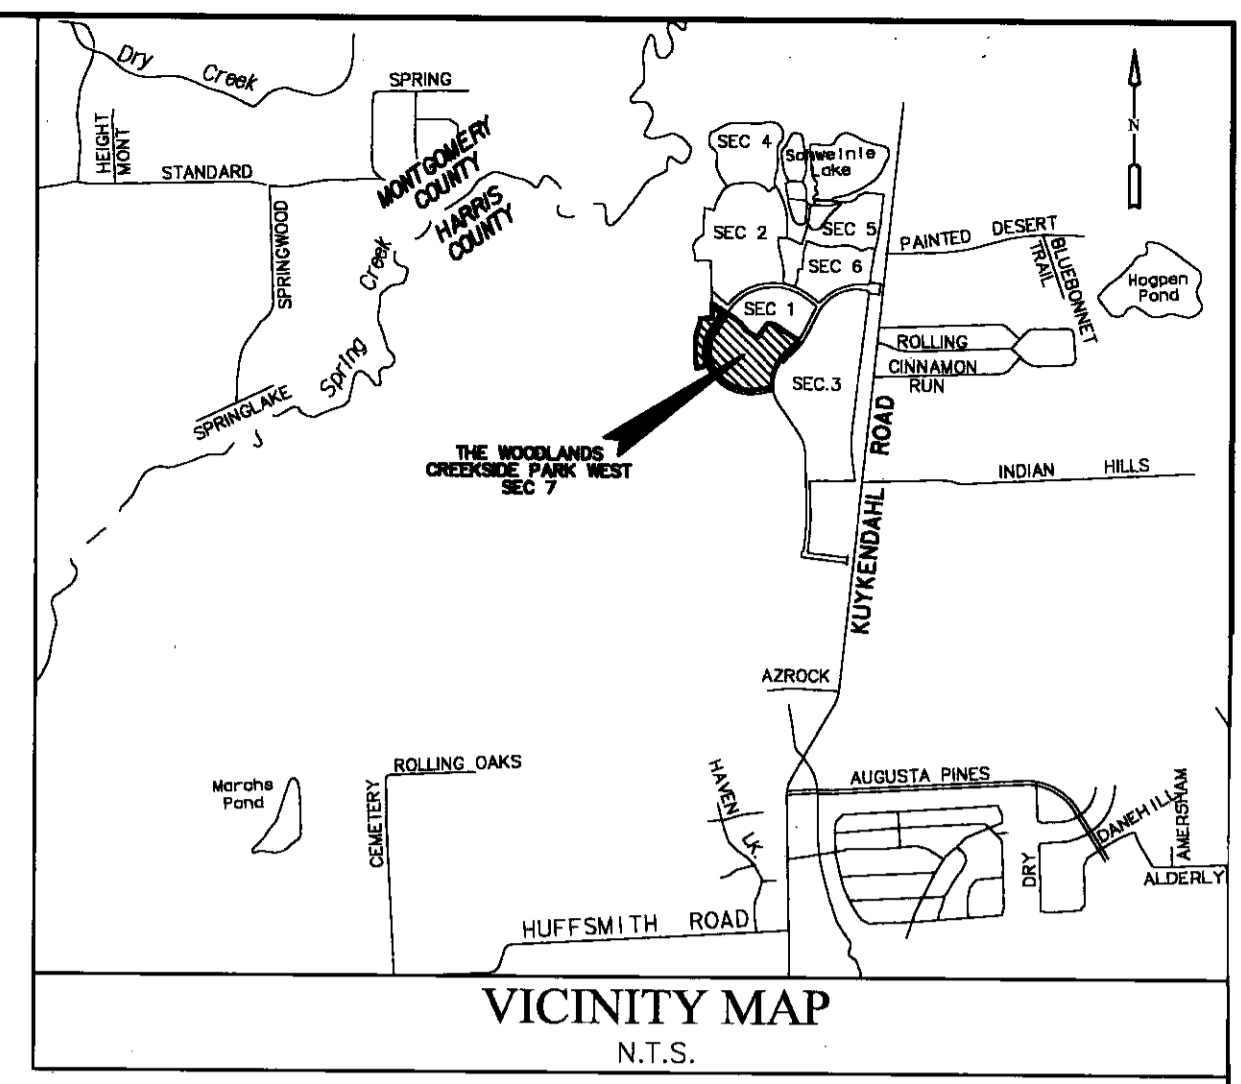 Dry Creek
SPRING
N
HEIGHT
MONT
STANDARD
MONTGOMERY
COUNTY
HARRIS
COUNTY
SEC 4
Schweinle
Lake
SPRINGWOOD
SEC 2
SEC 5
PAINTED DESERT
BLUEBONNET
TRAIL
Hogpen
Pond
SEC 6
Spring Creek
SEC 1
ROLLING
CINNAMON
RUN
SEC.3
SPRINGLAKE
THE WOODLANDS
CREEKSIDE PARK WEST
SEC 7
KUYKENDAHL ROAD
INDIAN HILLS
AZROCK
ROLLING OAKS
Marahs
Pond
CEMETERY
HAVEN
LK.
AUGUSTA PINES
DANEHILL
AMERSHAM
DRY
ALDERLY
HUFFSMITH ROAD
VICINITY MAP
N.T.S.